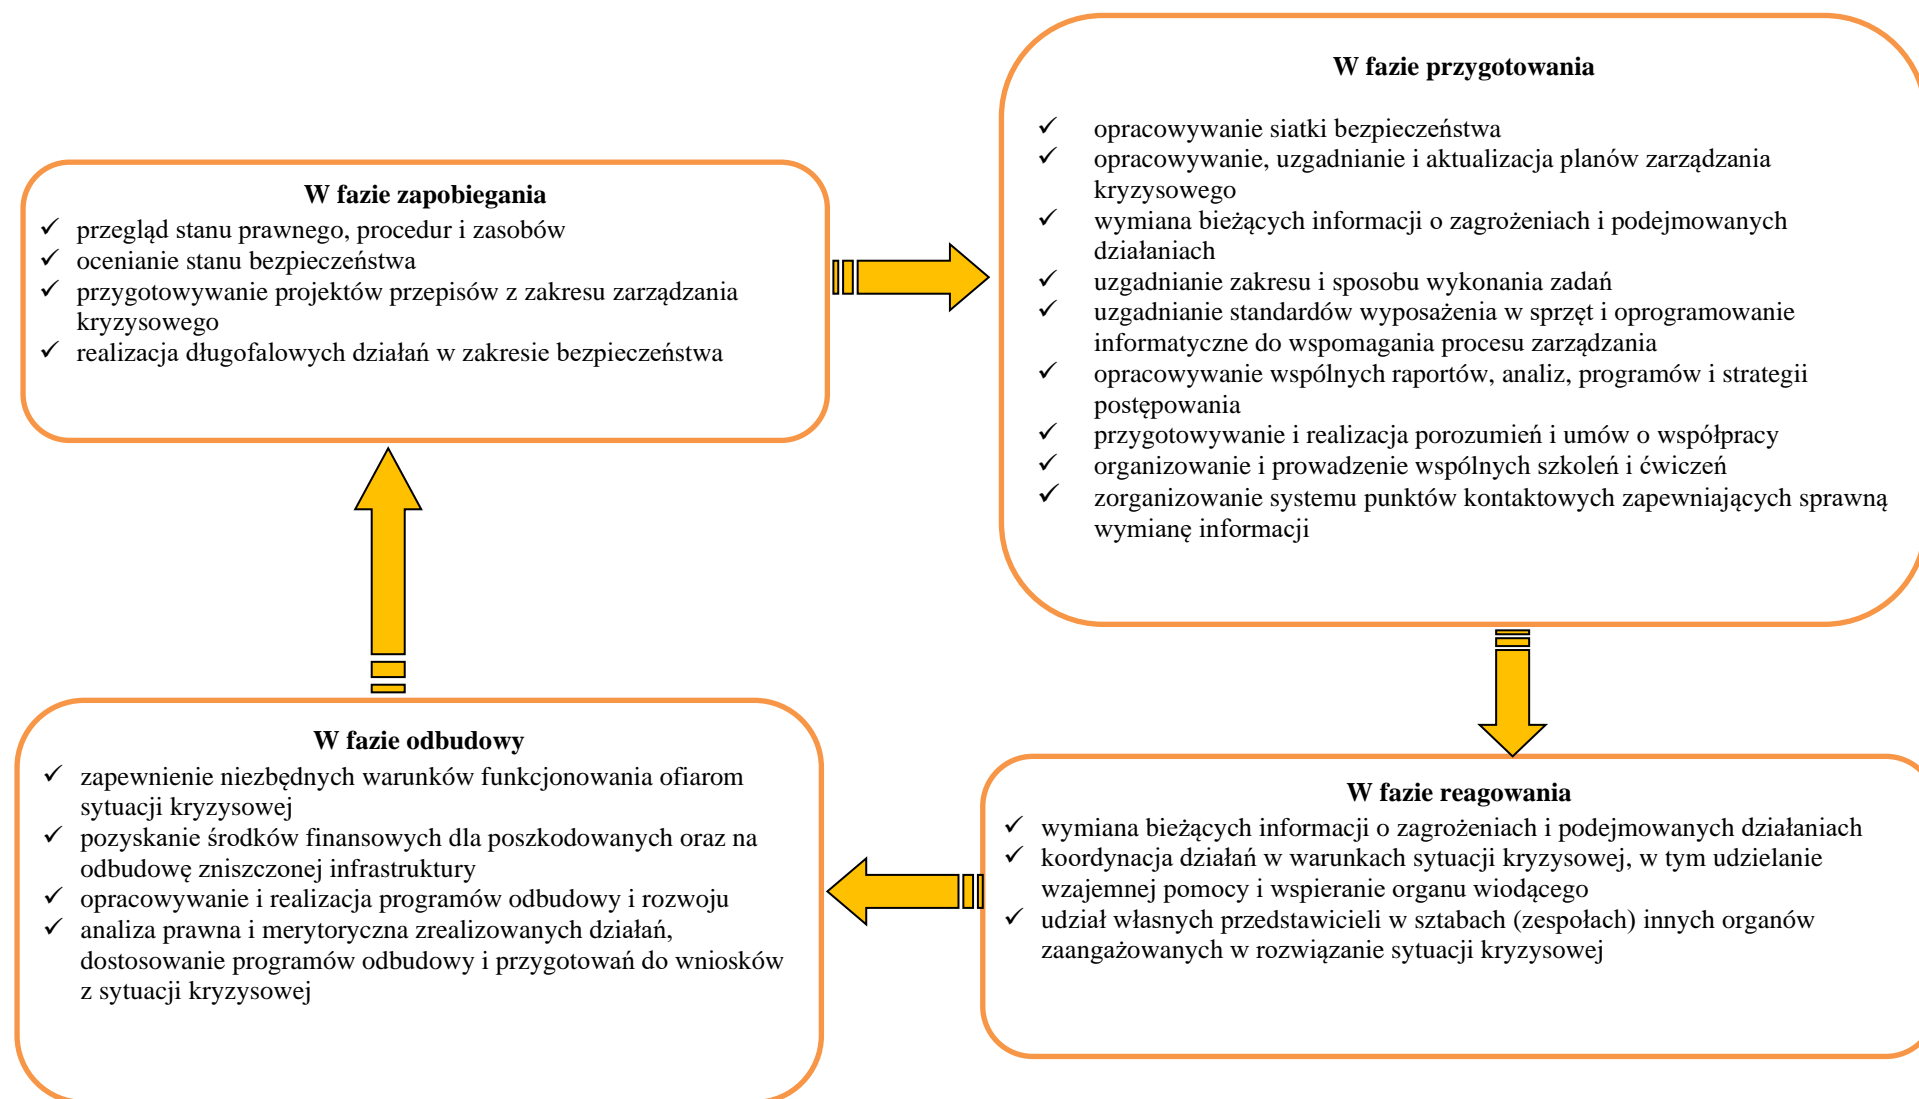 W fazie zapobiegania
✓ przegląd stanu prawnego, procedur i zasobów
✓ ocenianie stanu bezpieczeństwa
✓ przygotowywanie projektów przepisów z zakresu zarządzania
kryzysowego
✓ realizacja długofalowych działań w zakresie bezpieczeństwa
W fazie przygotowania
✓ opracowywanie siatki bezpieczeństwa
✓ opracowywanie, uzgadnianie i aktualizacja planów zarządzania
kryzysowego
✓ wymiana bieżących informacji o zagrożeniach i podejmowanych
działaniach
✓ uzgadnianie zakresu i sposobu wykonania zadań
✓ uzgadnianie standardów wyposażenia w sprzęt i oprogramowanie
informatyczne do wspomagania procesu zarządzania
✓ opracowywanie wspólnych raportów, analiz, programów i strategii
postępowania
✓ przygotowywanie i realizacja porozumień i umów o współpracy
✓ organizowanie i prowadzenie wspólnych szkoleń i ćwiczeń
✓ zorganizowanie systemu punktów kontaktowych zapewniających sprawną
wymianę informacji
W fazie reagowania
✓ wymiana bieżących informacji o zagrożeniach i podejmowanych działaniach
✓ koordynacja działań w warunkach sytuacji kryzysowej, w tym udzielanie
wzajemnej pomocy i wspieranie organu wiodącego
✓ udział własnych przedstawicieli w sztabach (zespołach) innych organów
zaangażowanych w rozwiązanie sytuacji kryzysowej
W fazie odbudowy
✓ zapewnienie niezbędnych warunków funkcjonowania ofiarom
sytuacji kryzysowej
✓ pozyskanie środków finansowych dla poszkodowanych oraz na
odbudowę zniszczonej infrastruktury
✓ opracowywanie i realizacja programów odbudowy i rozwoju
✓ analiza prawna i merytoryczna zrealizowanych działań,
dostosowanie programów odbudowy i przygotowań do wniosków
z sytuacji kryzysowej